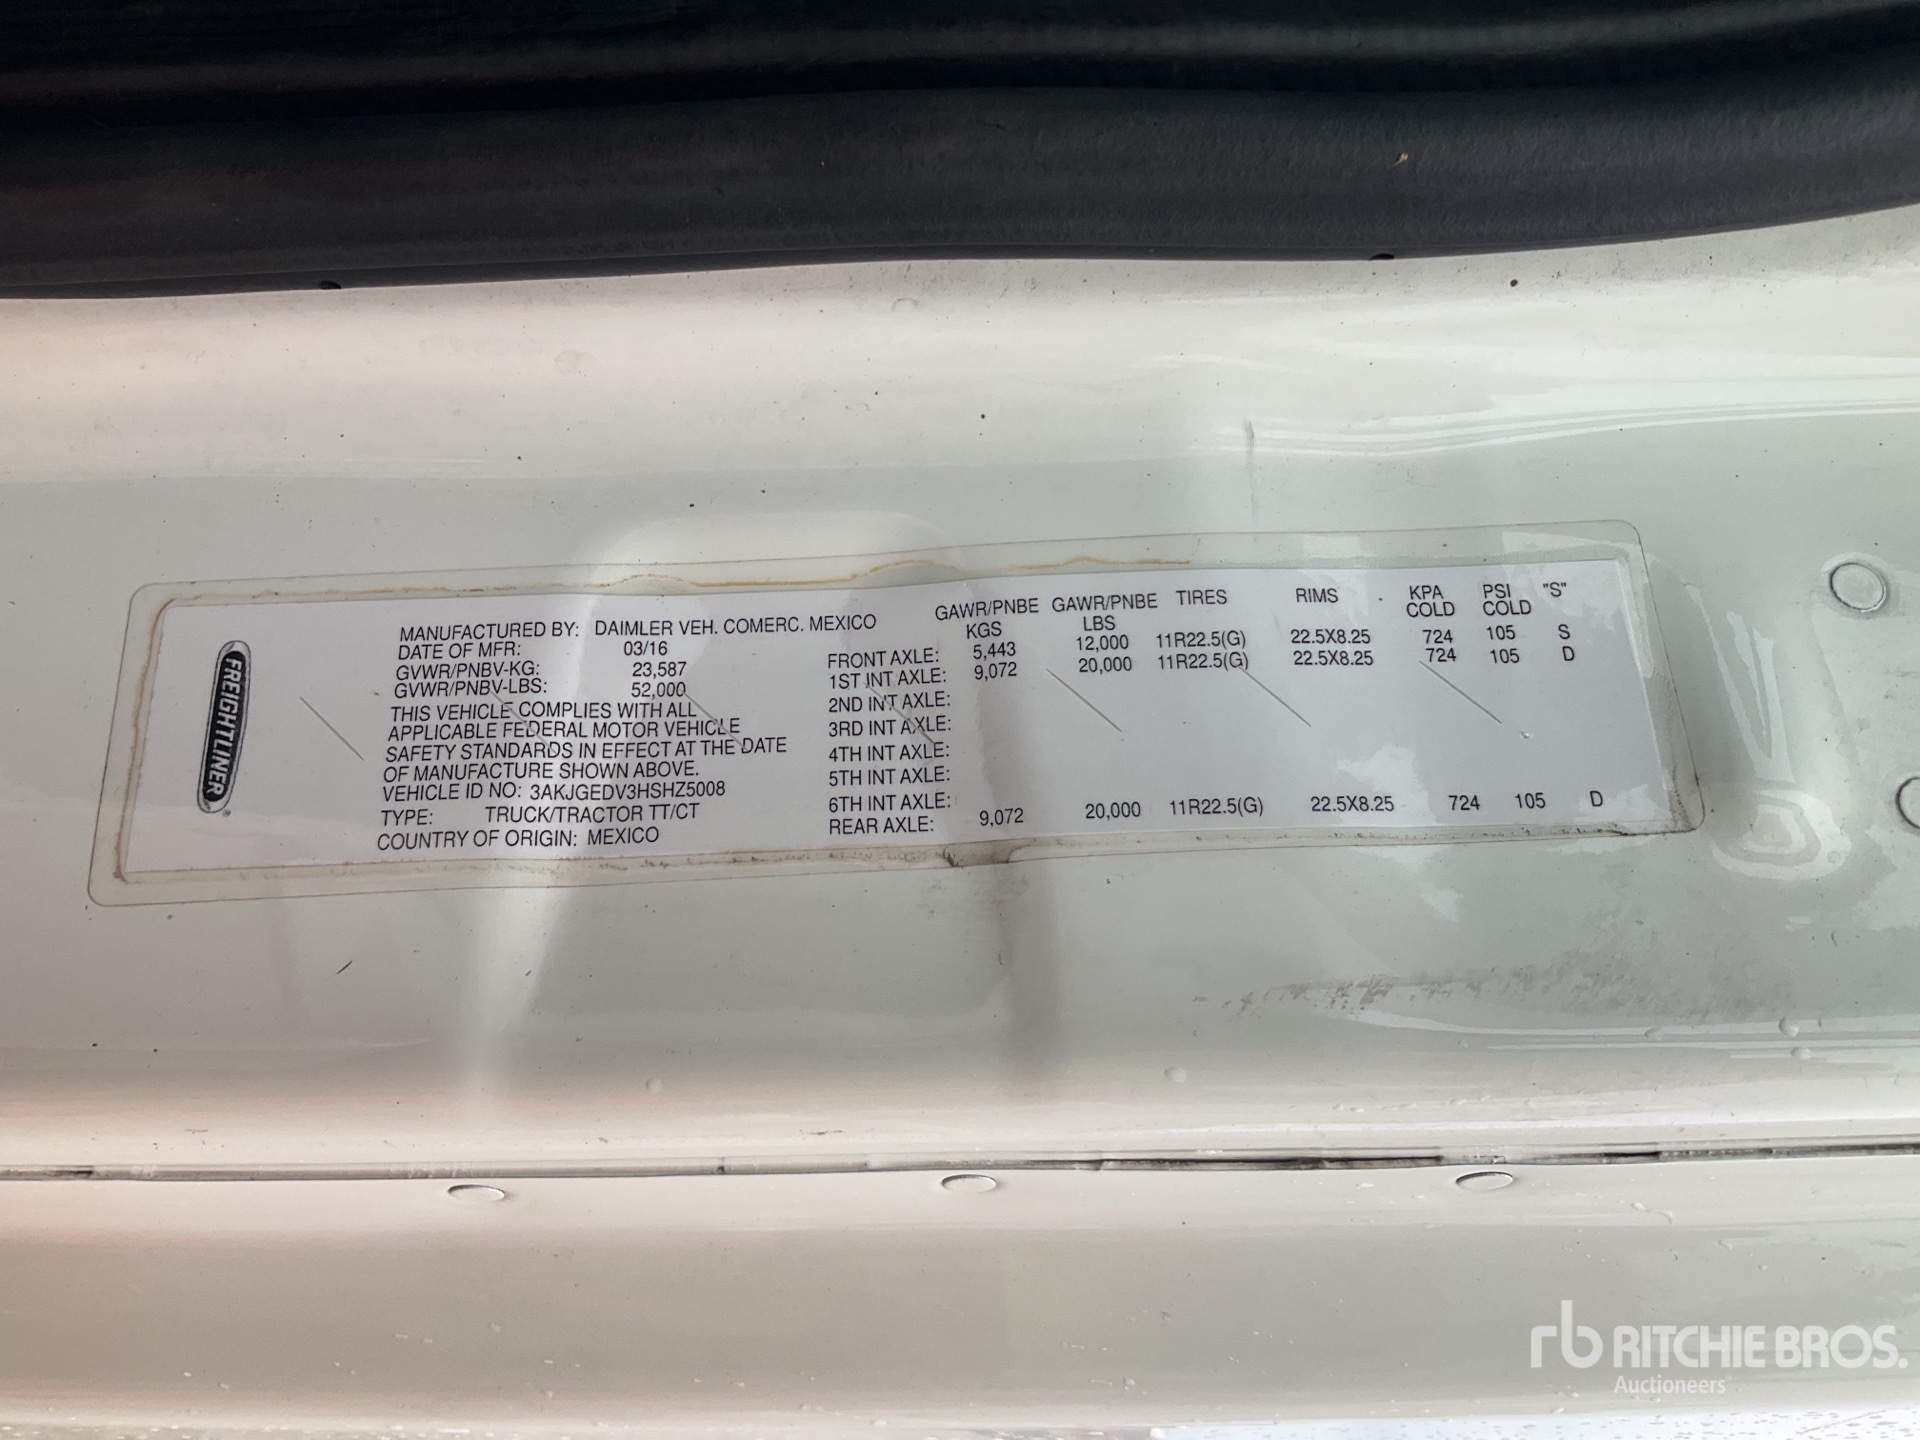 FREIGHTLINER
MANUFACTURED BY: DAIMLER VEH. COMERC. MEXICO
DATE OF MFR: 03/16
GVWR/PNBV-KG: 23,587
GVWR/PNBV-LBS: 52,000
THIS VEHICLE COMPLIES WITH ALL
APPLICABLE FEDERAL MOTOR VEHICLE
SAFETY STANDARDS IN EFFECT AT THE DATE
OF MANUFACTURE SHOWN ABOVE.
VEHICLE ID NO: 3AKJGEDV3HSHZ5008
TYPE: TRUCK/TRACTOR TT/CT
COUNTRY OF ORIGIN: MEXICO
GAWR/PNBE GAWR/PNBE TIRES RIMS KPA PSI "S"
KGS LBS COLD COLD
FRONT AXLE: 5,443 12,000 11R22.5(G) 22.5X8.25 724 105 S
1ST INT AXLE: 9,072 20,000 11R22.5(G) 22.5X8.25 724 105 D
2ND INT AXLE:
3RD INT AXLE:
4TH INT AXLE:
5TH INT AXLE:
6TH INT AXLE:
REAR AXLE: 9,072 20,000 11R22.5(G) 22.5X8.25 724 105 D
rb RITCHIE BROS.
Auctioneers